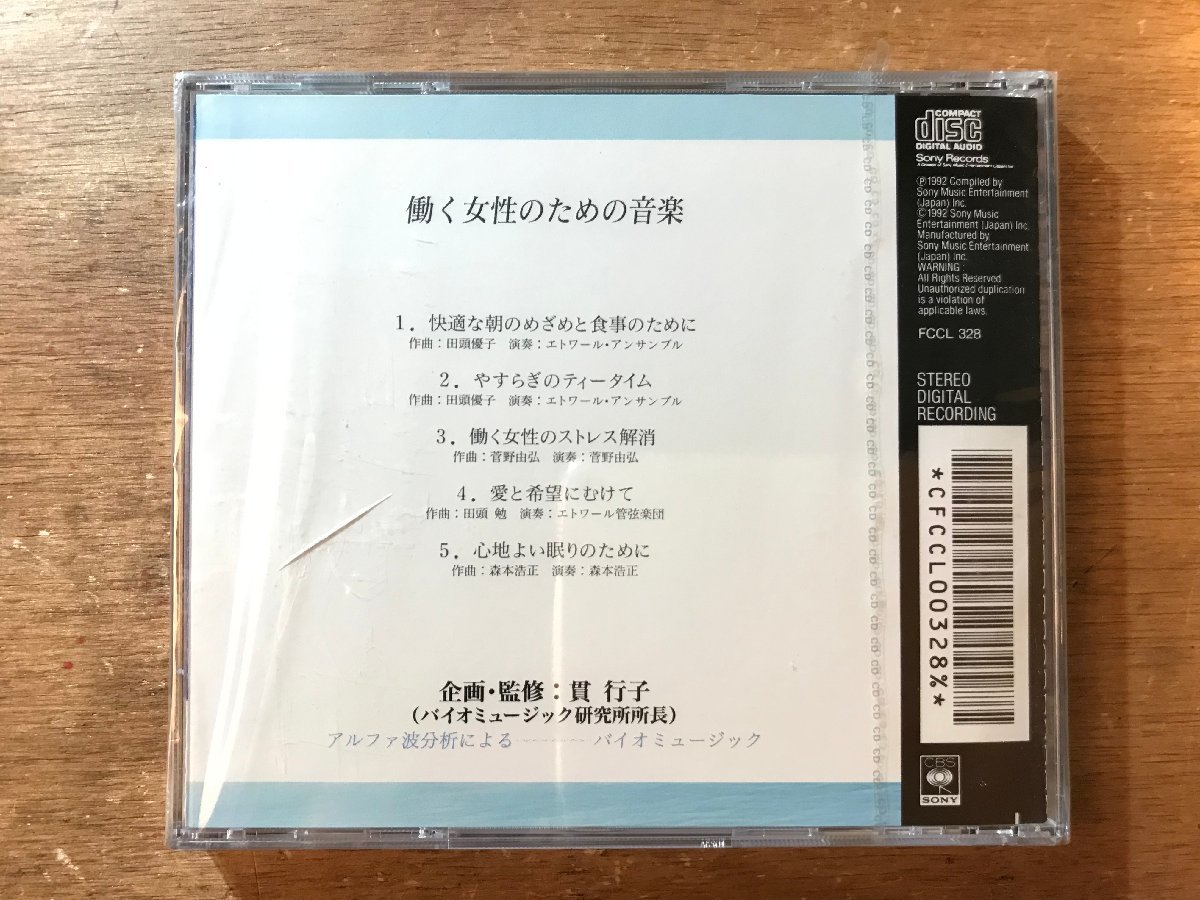 働く女性のための音楽
1．快適な朝のめざめと食事のために
作曲：田頭優子　演奏：エトワール・アンサンブル
2．やすらぎのティータイム
作曲：田頭優子　演奏：エトワール・アンサンブル
3．働く女性のストレス解消
作曲：菅野由弘　演奏：菅野由弘
4．愛と希望にむけて
作曲：田頭 勉　演奏：エトワール管弦楽団
5．心地よい眠りのために
作曲：森本浩正　演奏：森本浩正
企画・監修：貫 行子
（バイオミュージック研究所所長）
アルファ波分析による------バイオミュージック
COMPACT
disc
DIGITAL AUDIO
Sony Records
Ⓟ1992 Compiled by
Sony Music Entertainment
(Japan) Inc.
©1992 Sony Music
Entertainment (Japan) Inc.
Manufactured by
Sony Music Entertainment
(Japan) Inc.
WARNING :
All Rights Reserved.
Unauthorized duplication
is a violation of
applicable laws.
FCCL 328
STEREO
DIGITAL
RECORDING
*CFCCL00328%*
CBS
SONY